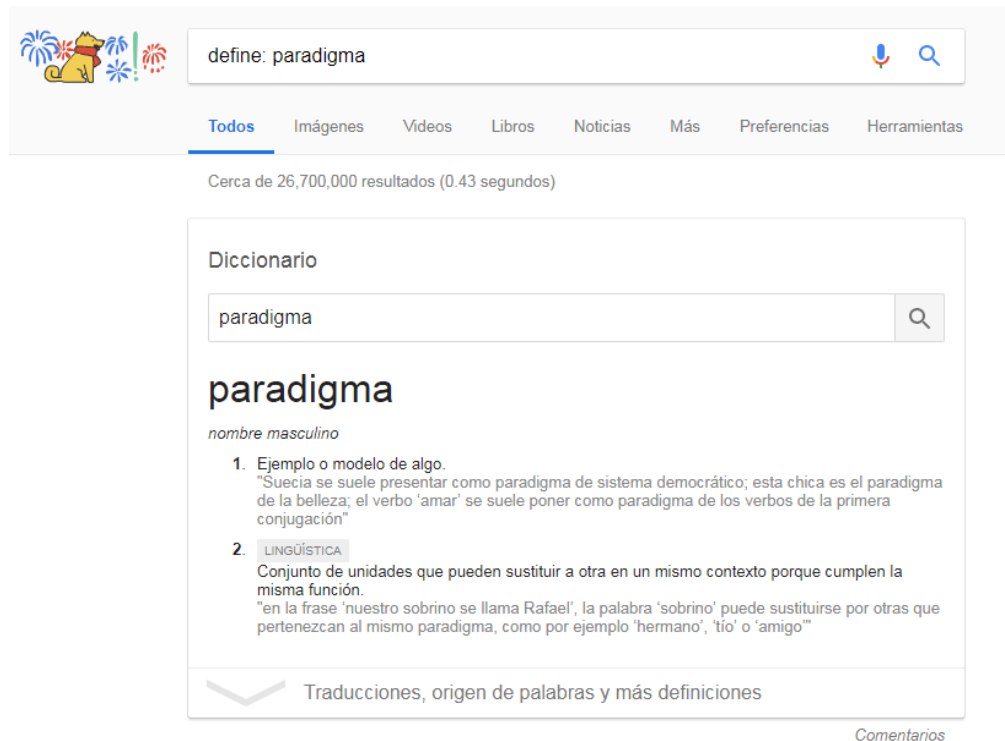 define: paradigma
Todos Imágenes Videos Libros Noticias Más Preferencias Herramientas
Cerca de 26,700,000 resultados (0.43 segundos)
Diccionario
paradigma
paradigma
nombre masculino
1. Ejemplo o modelo de algo.
"Suecia se suele presentar como paradigma de sistema democrático; esta chica es el paradigma
de la belleza; el verbo 'amar' se suele poner como paradigma de los verbos de la primera
conjugación"
2. LINGÜÍSTICA
Conjunto de unidades que pueden sustituir a otra en un mismo contexto porque cumplen la
misma función.
"en la frase 'nuestro sobrino se llama Rafael', la palabra 'sobrino' puede sustituirse por otras que
pertenezcan al mismo paradigma, como por ejemplo 'hermano', 'tío' o 'amigo'"
Traducciones, origen de palabras y más definiciones
Comentarios